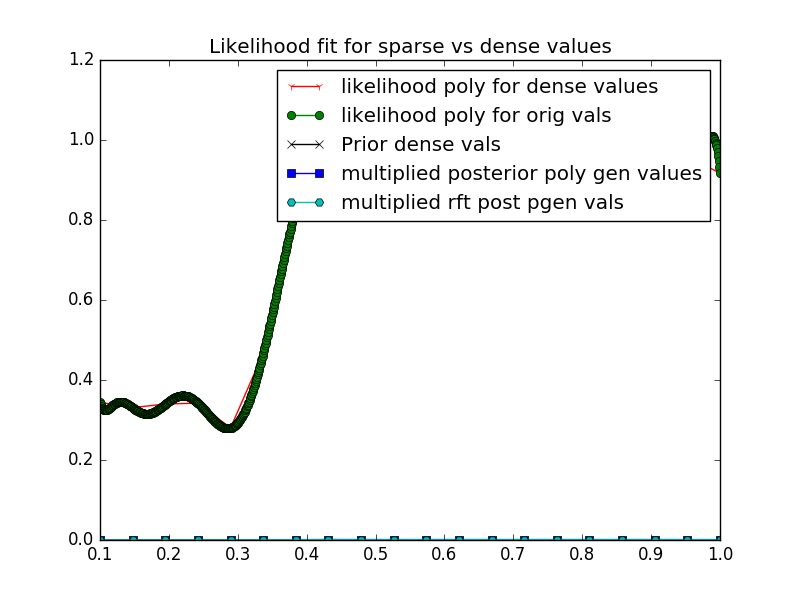 Likelihood fit for sparse vs dense values
1.2
likelihood poly for dense values
likelihood poly for orig vals
1.0
Prior dense vals
multiplied posterior poly gen values
multiplied rft post pgen vals
0.8
0.6
0.4
0.2
0.0
0.1 0.2 0.3 0.4 0.5 0.6 0.7 0.8 0.9 1.0